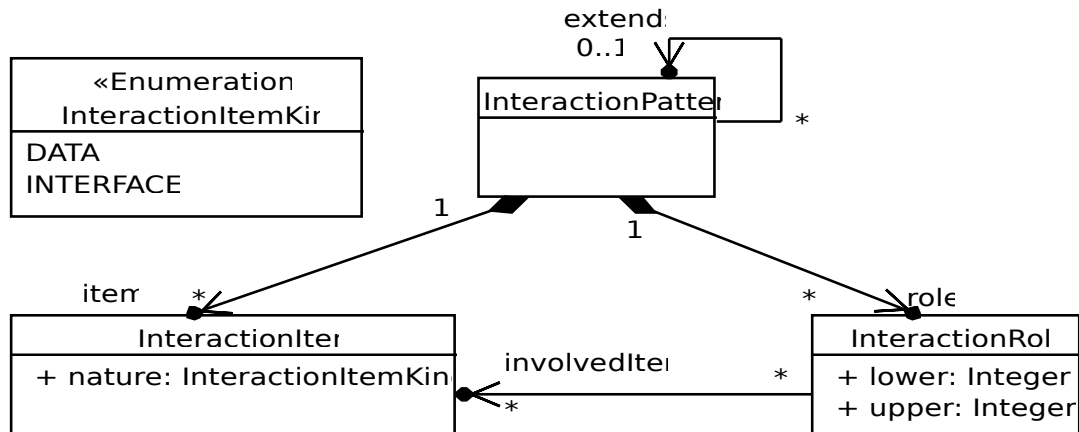 extends
0..1
«Enumeration
InteractionItemKin
DATA
INTERFACE
InteractionPatter
*
1
1
item
*
*
role
InteractionIter
+ nature: InteractionItemKin
involvedIter
*
*
InteractionRol
+ lower: Integer
+ upper: Integer